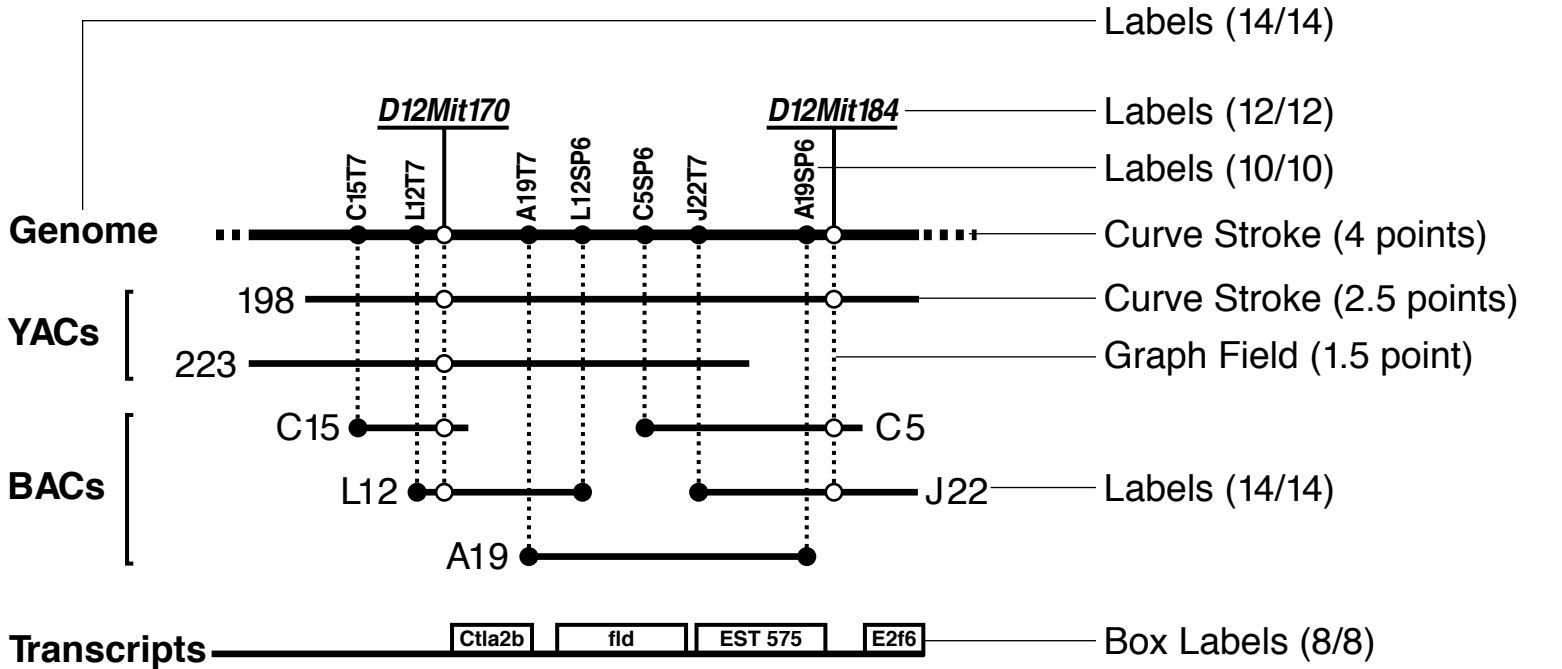 Labels (14/14)
D12Mit170
D12Mit184
Labels (12/12)
C15T7
L12T7
A19T7
L12SP6
C5SP6
J22T7
A19SP6
Labels (10/10)
Genome
Curve Stroke (4 points)
198
Curve Stroke (2.5 points)
YACs
223
Graph Field (1.5 point)
C15
C5
BACs
L12
J22
Labels (14/14)
A19
Transcripts
Ctla2b
fld
EST 575
E2f6
Box Labels (8/8)